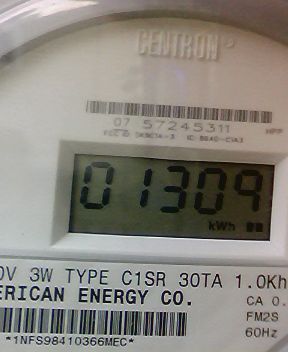 CENTRON®
07 57245311
01309
kWh
0V 3W TYPE C1SR 30TA 1.0Kh
ERICAN ENERGY CO.
CA 0.
FM2S
*1NFS98410366MEC*
60Hz